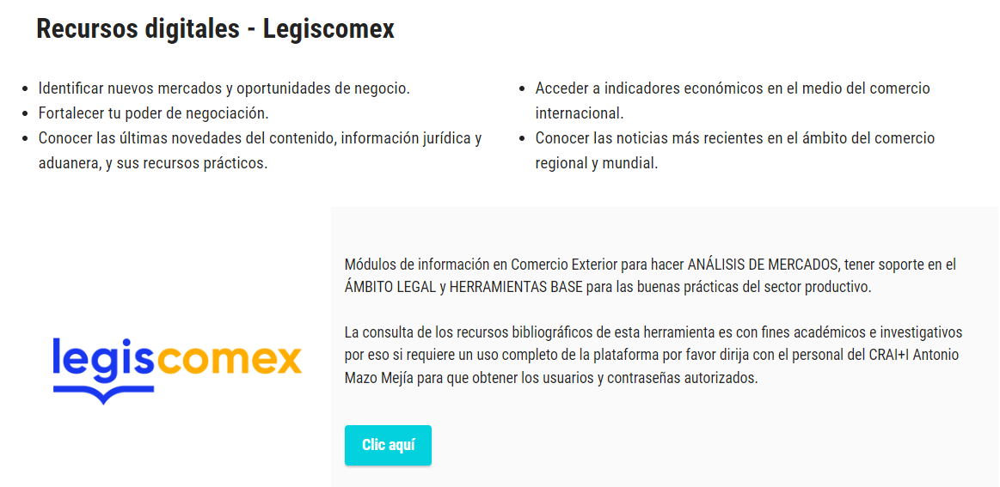 Recursos digitales - Legiscomex
Identificar nuevos mercados y oportunidades de negocio.
Fortalecer tu poder de negociación.
Conocer las últimas novedades del contenido, información jurídica y
aduanera, y sus recursos prácticos.
Acceder a indicadores económicos en el medio del comercio
internacional.
Conocer las noticias más recientes en el ámbito del comercio
regional y mundial.
legiscomex
Módulos de información en Comercio Exterior para hacer ANÁLISIS DE MERCADOS, tener soporte en el
ÁMBITO LEGAL y HERRAMIENTAS BASE para las buenas prácticas del sector productivo.
La consulta de los recursos bibliográficos de esta herramienta es con fines académicos e investigativos
por eso si requiere un uso completo de la plataforma por favor dirija con el personal del CRAI+I Antonio
Mazo Mejía para que obtener los usuarios y contraseñas autorizados.
Clic aquí